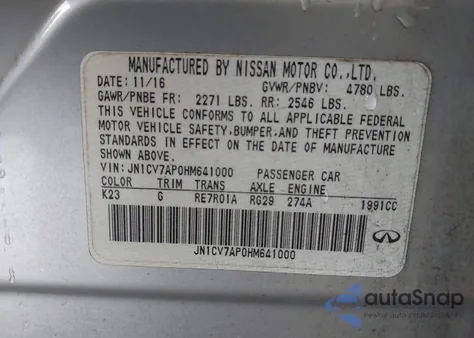 MANUFACTURED BY NISSAN MOTOR CO.,LTD.
DATE: 11/16 GVWR/PNBV: 4780 LBS.
GAWR/PNBE FR: 2271 LBS. RR: 2546 LBS.
THIS VEHICLE CONFORMS TO ALL APPLICABLE FEDERAL
MOTOR VEHICLE SAFETY, BUMPER, AND THEFT PREVENTION
STANDARDS IN EFFECT ON THE DATE OF MANUFACTURE
SHOWN ABOVE.
VIN: JN1CV7AP0HM641000 PASSENGER CAR
COLOR TRIM TRANS AXLE ENGINE
K23 G RE7R01A RG29 274A 1991CC
JN1CV7AP0HM641000
INFINITI
autoSnap